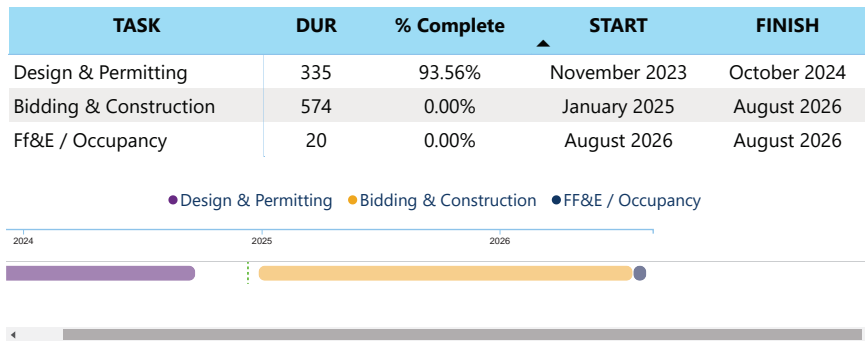 TASK DUR % Complete START FINISH
Design & Permitting 335 93.56% November 2023 October 2024
Bidding & Construction 574 0.00% January 2025 August 2026
Ff&E / Occupancy 20 0.00% August 2026 August 2026
Design & Permitting Bidding & Construction FF&E / Occupancy
2024 2025 2026